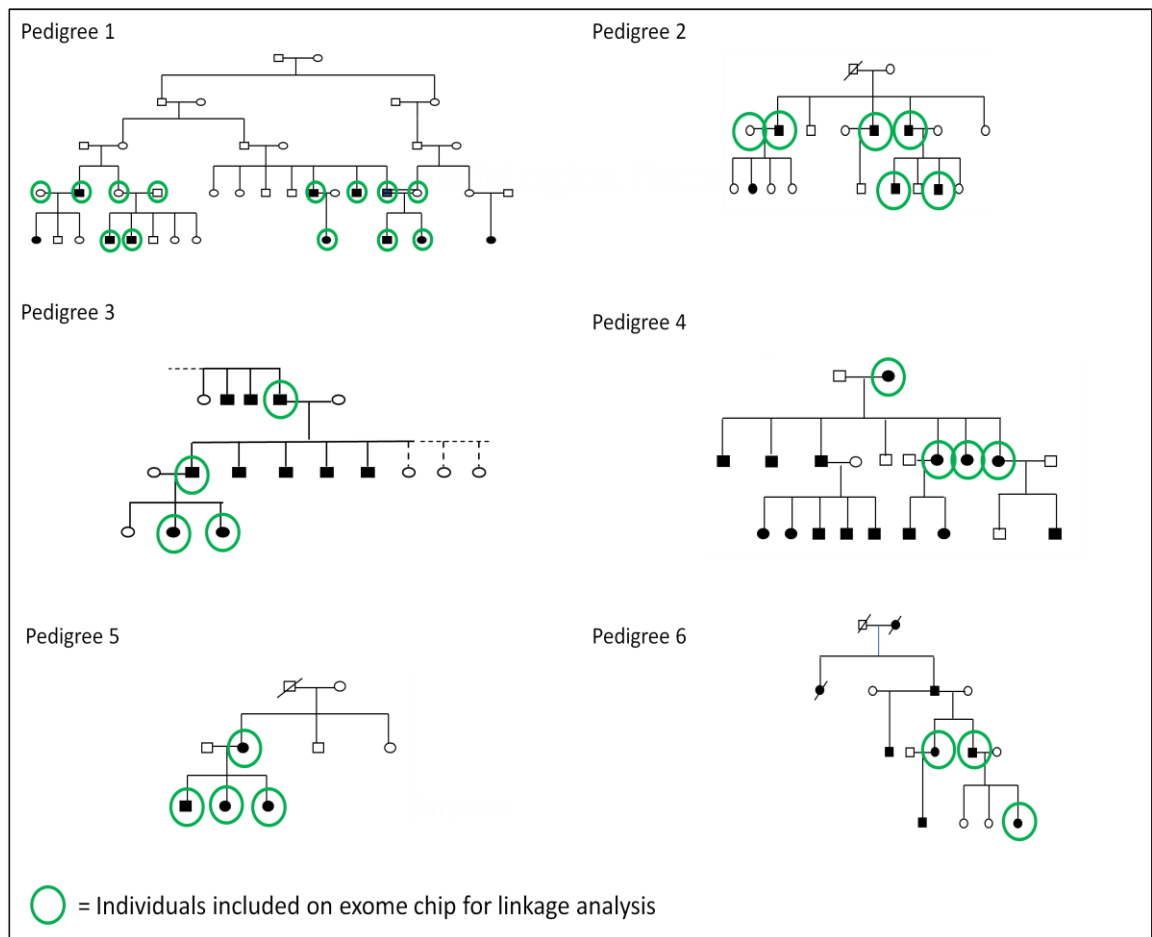 Pedigree 1
Pedigree 2
Pedigree 3
Pedigree 4
Pedigree 5
Pedigree 6
= Individuals included on exome chip for linkage analysis